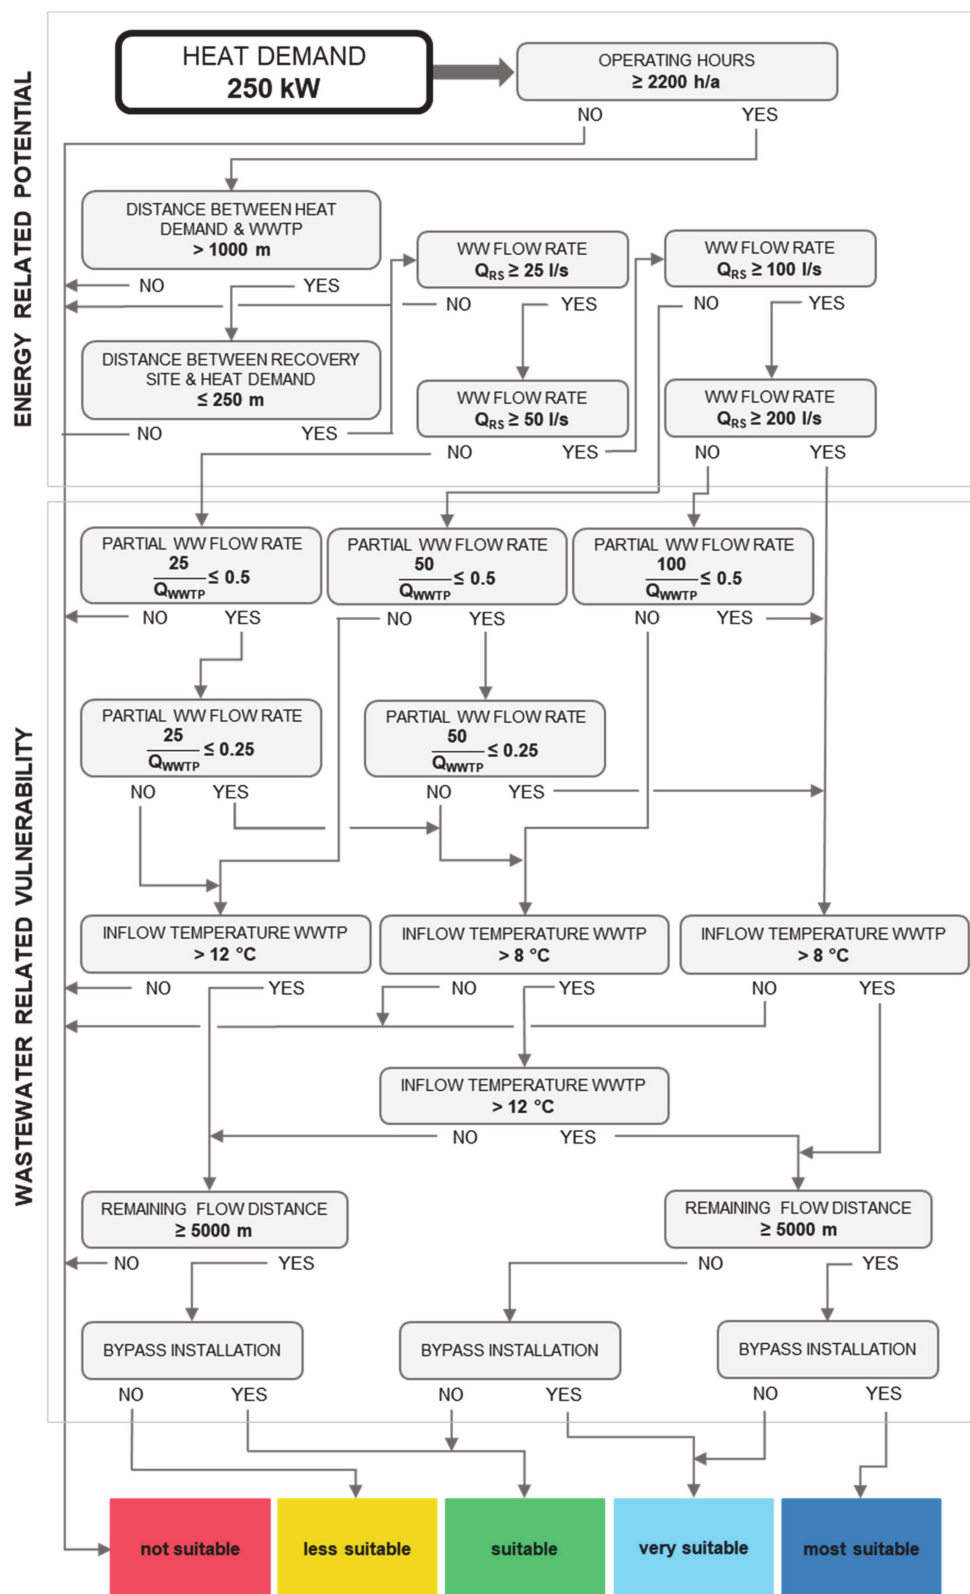 ENERGY RELATED POTENTIAL
HEAT DEMAND
250 kW
OPERATING HOURS
≥ 2200 h/a
NO
YES
DISTANCE BETWEEN HEAT
DEMAND & WWTP
> 1000 m
NO
YES
WW FLOW RATE
QRS ≥ 25 l/s
NO
YES
WW FLOW RATE
QRS ≥ 100 l/s
NO
YES
DISTANCE BETWEEN RECOVERY
SITE & HEAT DEMAND
≤ 250 m
NO
YES
WW FLOW RATE
QRS ≥ 50 l/s
NO
YES
WW FLOW RATE
QRS ≥ 200 l/s
NO
YES
WASTEWATER RELATED VULNERABILITY
PARTIAL WW FLOW RATE
25
QWWTP ≤ 0.5
NO
YES
PARTIAL WW FLOW RATE
50
QWWTP ≤ 0.5
NO
YES
PARTIAL WW FLOW RATE
100
QWWTP ≤ 0.5
NO
YES
PARTIAL WW FLOW RATE
25
QWWTP ≤ 0.25
NO
YES
PARTIAL WW FLOW RATE
50
QWWTP ≤ 0.25
NO
YES
INFLOW TEMPERATURE WWTP
> 12 °C
NO
YES
INFLOW TEMPERATURE WWTP
> 8 °C
NO
YES
INFLOW TEMPERATURE WWTP
> 8 °C
NO
YES
INFLOW TEMPERATURE WWTP
> 12 °C
NO
YES
REMAINING FLOW DISTANCE
≥ 5000 m
NO
YES
REMAINING FLOW DISTANCE
≥ 5000 m
NO
YES
BYPASS INSTALLATION
NO
YES
BYPASS INSTALLATION
NO
YES
BYPASS INSTALLATION
NO
YES
not suitable
less suitable
suitable
very suitable
most suitable